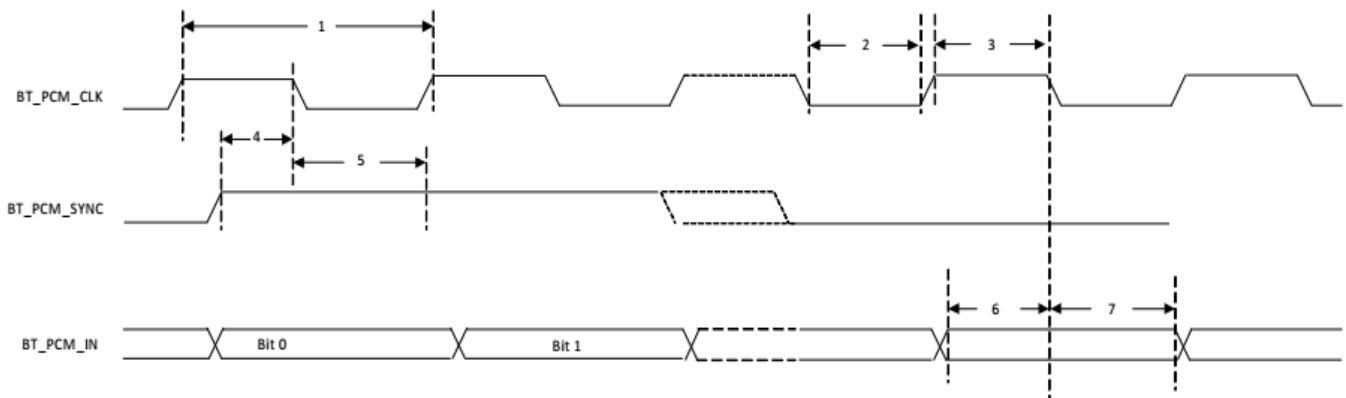 1
2
3
BT_PCM_CLK
4
5
BT_PCM_SYNC
6
7
BT_PCM_IN
Bit 0
Bit 1